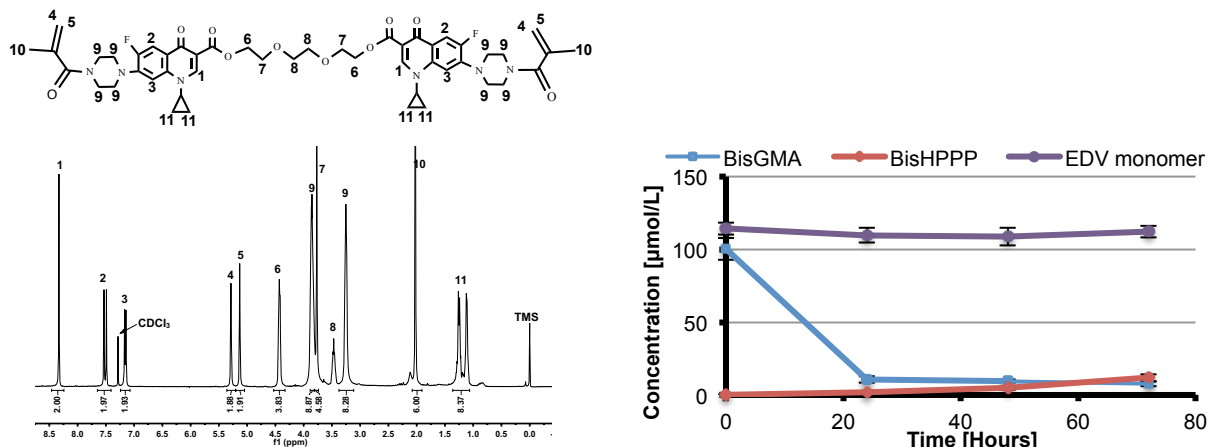 4
5
4
5
10
F
2
O
O
6
8
7
O
O
2
F
10
9
9
O
7
8
O
6
O
1
N
N
3
N
1
3
N
N
9
9
O
9
9
N
O
11
11
11
11
1
7
10
9
9
5
6
11
2
4
3
CDCl3
8
TMS
2.00
1.97
1.93
1.88
1.91
3.83
8.87
4.58
8.28
6.00
8.37
8.5 8.0 7.5 7.0 6.5 6.0 5.5 5.0 4.5 4.0 3.5 3.0 2.5 2.0 1.5 1.0 0.5 0.0
f1 (ppm)
BisGMA BisHPPP EDV monomer
Concentration [µmol/L]
150
100
50
0
0 20 40 60 80
Time [Hours]